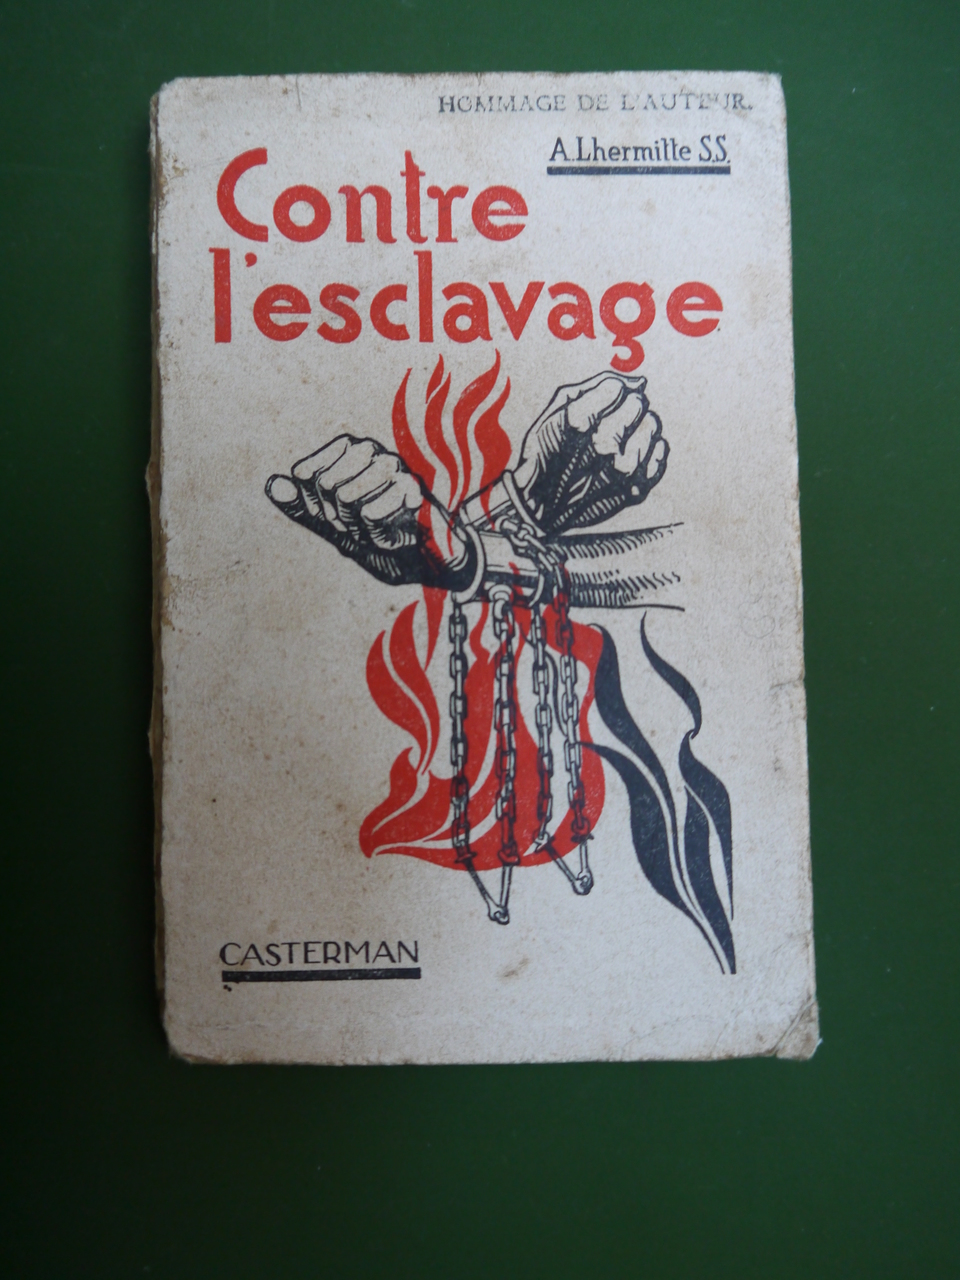 HOMMAGE DE L'AUTEUR.
A. Lhermitte S.S.
Contre
l'esclavage
CASTERMAN